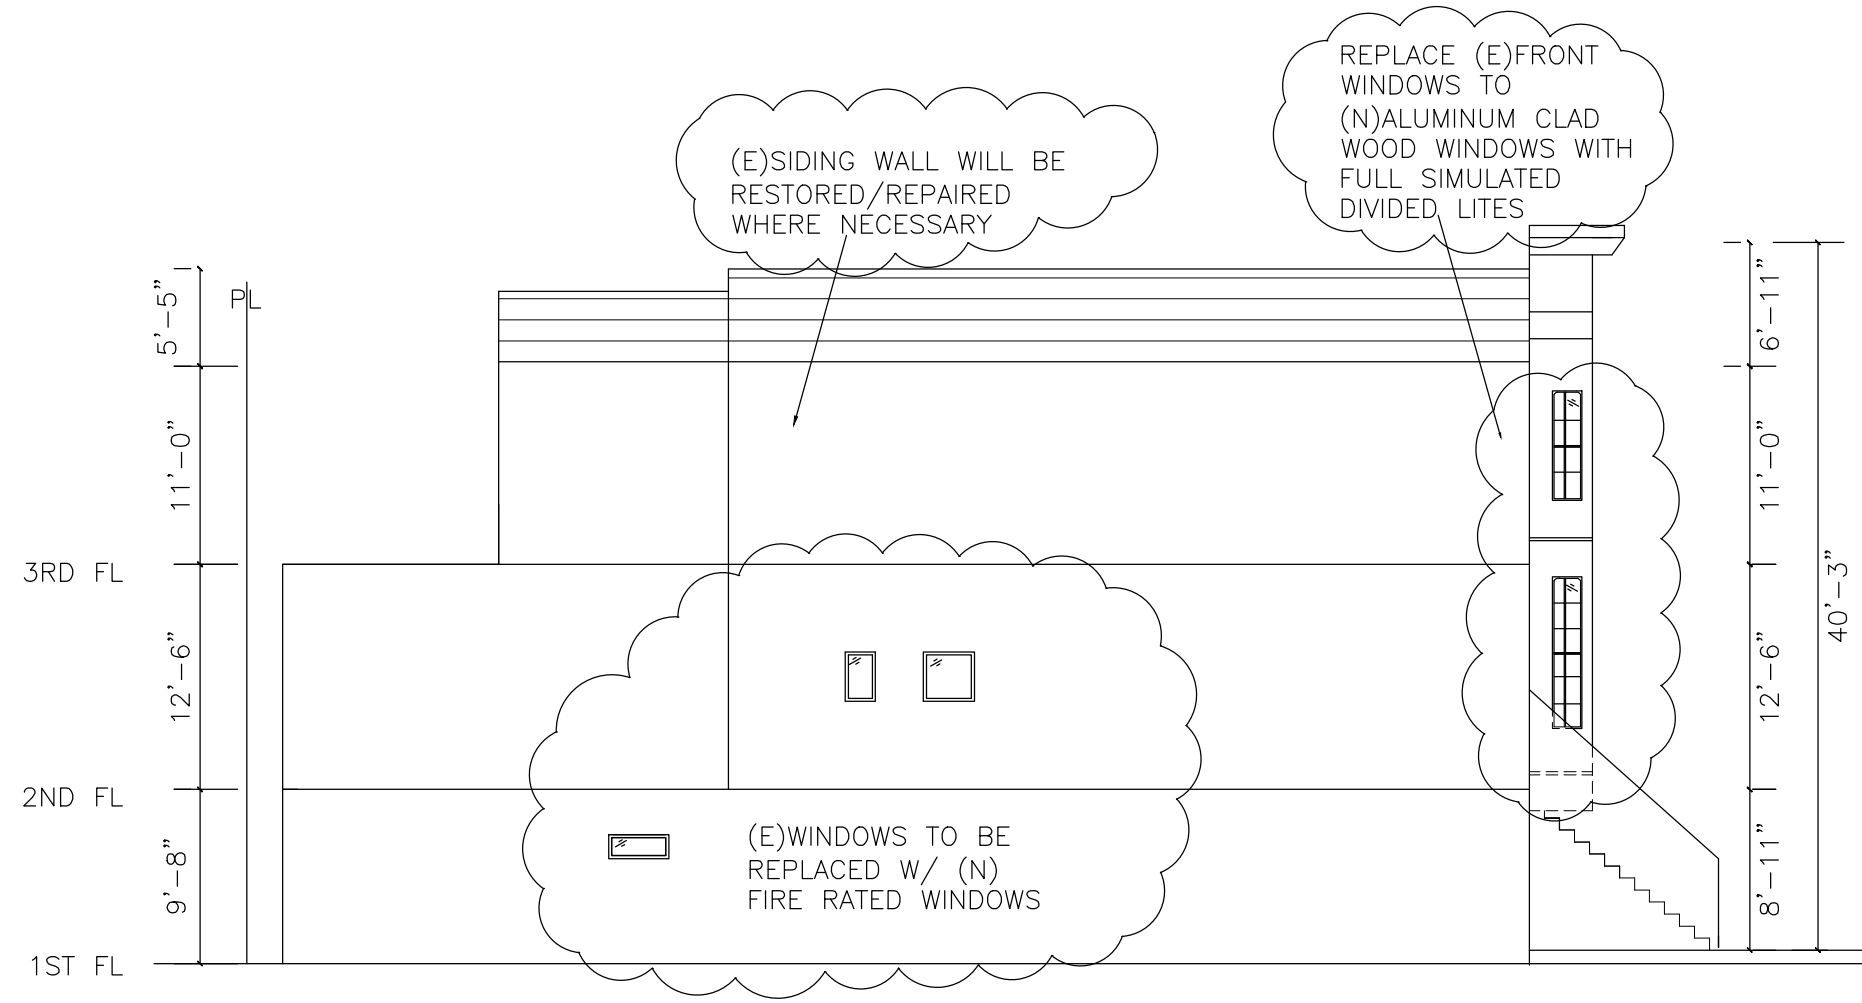 REPLACE (E)FRONT
WINDOWS TO
(N)ALUMINUM CLAD
WOOD WINDOWS WITH
FULL SIMULATED
DIVIDED LITES
(E)SIDING WALL WILL BE
RESTORED/REPAIRED
WHERE NECESSARY
PL
5'-5"
11'-0"
12'-6"
9'-8"
3RD FL
2ND FL
1ST FL
(E)WINDOWS TO BE
REPLACED W/ (N)
FIRE RATED WINDOWS
6'-11"
11'-0"
12'-6"
8'-11"
40'-3"